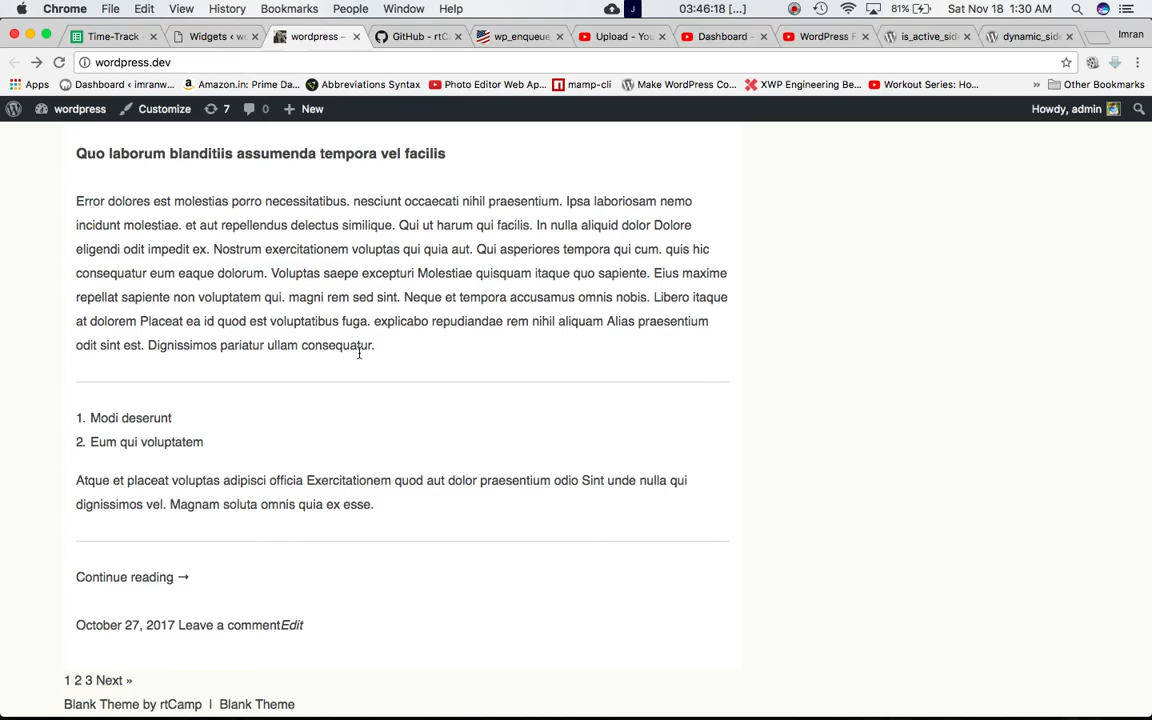 Chrome File Edit View History Bookmarks People Window Help J 03:46:18 [...] 81% Sat Nov 18 1:30 AM
Time-Track - × Widgets ‹ wo × wordpress – × GitHub - rtC × wp_enqueue × Upload - You × Dashboard – × WordPress F × is_active_side × dynamic_side × Imran
wordpress.dev
Apps Dashboard ‹ imranw... Amazon.in: Prime Da... Abbreviations Syntax Photo Editor Web Ap... mamp-cli Make WordPress Co... XWP Engineering Be... Workout Series: Ho... » Other Bookmarks
wordpress Customize 7 0 + New Howdy, admin
Quo laborum blanditiis assumenda tempora vel facilis
Error dolores est molestias porro necessitatibus. nesciunt occaecati nihil praesentium. Ipsa laboriosam nemo
incidunt molestiae. et aut repellendus delectus similique. Qui ut harum qui facilis. In nulla aliquid dolor Dolore
eligendi odit impedit ex. Nostrum exercitationem voluptas qui quia aut. Qui asperiores tempora qui cum. quis hic
consequatur eum eaque dolorum. Voluptas saepe excepturi Molestiae quisquam itaque quo sapiente. Eius maxime
repellat sapiente non voluptatem qui. magni rem sed sint. Neque et tempora accusamus omnis nobis. Libero itaque
at dolorem Placeat ea id quod est voluptatibus fuga. explicabo repudiandae rem nihil aliquam Alias praesentium
odit sint est. Dignissimos pariatur ullam consequatur.
1. Modi deserunt
2. Eum qui voluptatem
Atque et placeat voluptas adipisci officia Exercitationem quod aut dolor praesentium odio Sint unde nulla qui
dignissimos vel. Magnam soluta omnis quia ex esse.
Continue reading →
October 27, 2017 Leave a commentEdit
1 2 3 Next »
Blank Theme by rtCamp | Blank Theme